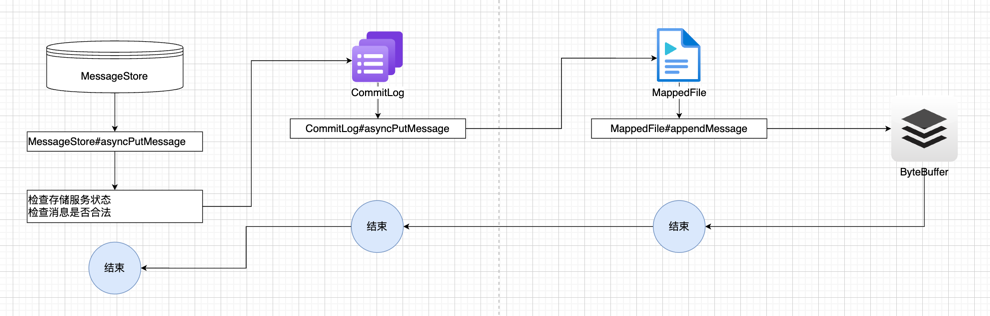 MessageStore
MessageStore#asyncPutMessage
检查存储服务状态
检查消息是否合法
结束
CommitLog
CommitLog#asyncPutMessage
结束
MappedFile
MappedFile#appendMessage
结束
ByteBuffer